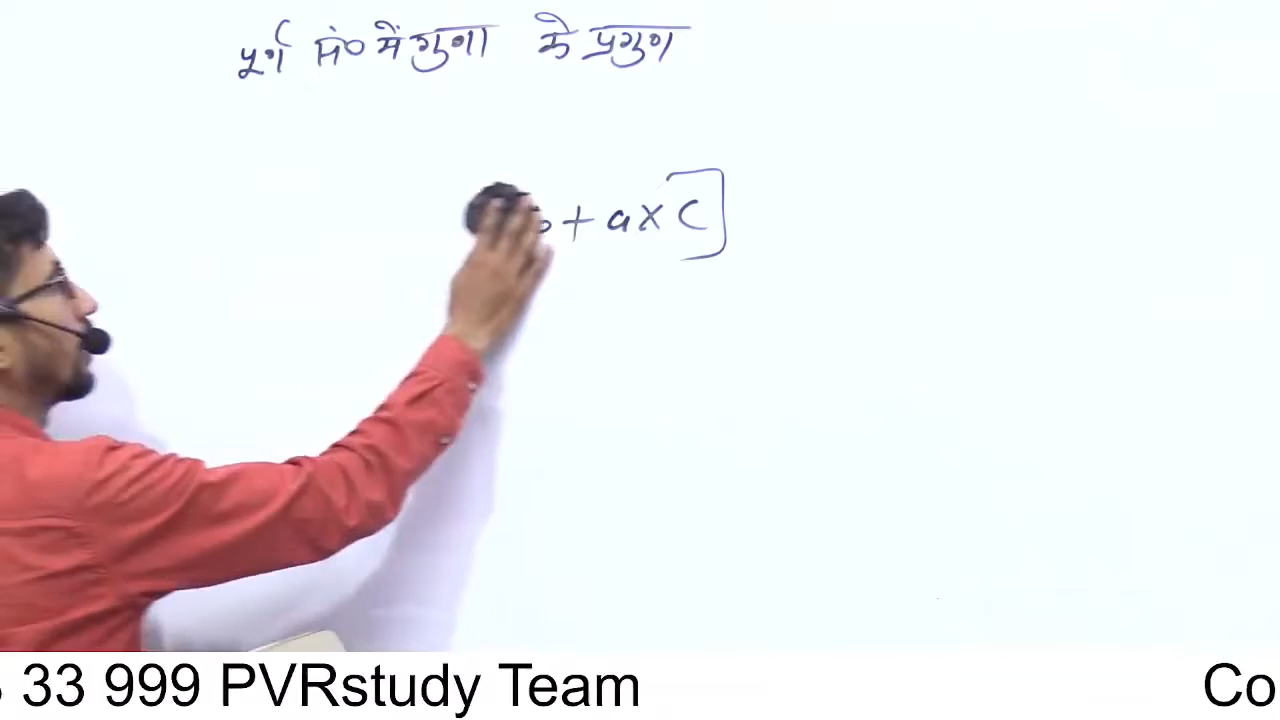 पूर्ण सं० में गुणा के प्रगुण
+ a x c]
33 999 PVRstudy Team Co